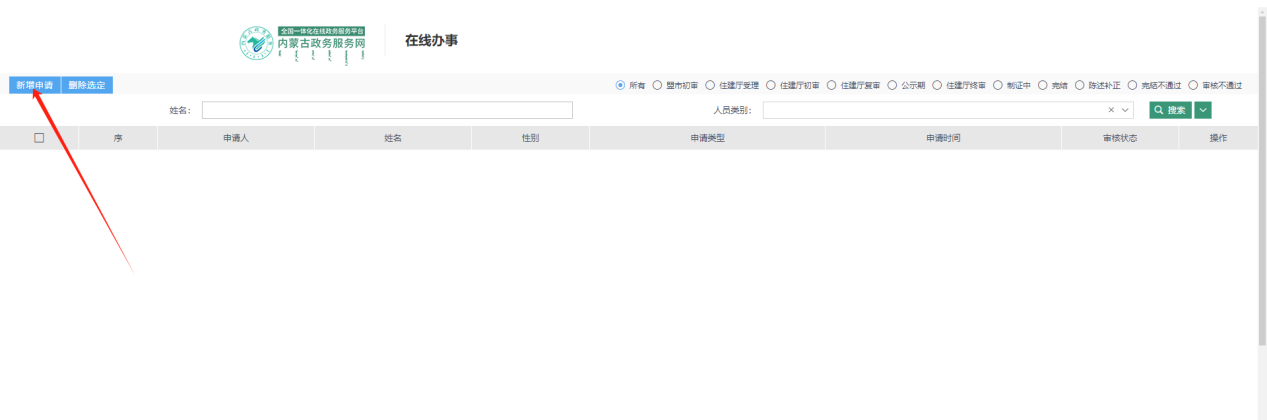 全国一体化在线政务服务平台
内蒙古政务服务网
在线办事
新增申请 删除选定 所有 盟市初审 住建厅受理 住建厅初审 住建厅复审 公示期 住建厅终审 制证中 完结 陈述补正 完结不通过 审核不通过
姓名: 人员类别: 搜索
序 申请人 姓名 性别 申请类型 申请时间 审核状态 操作